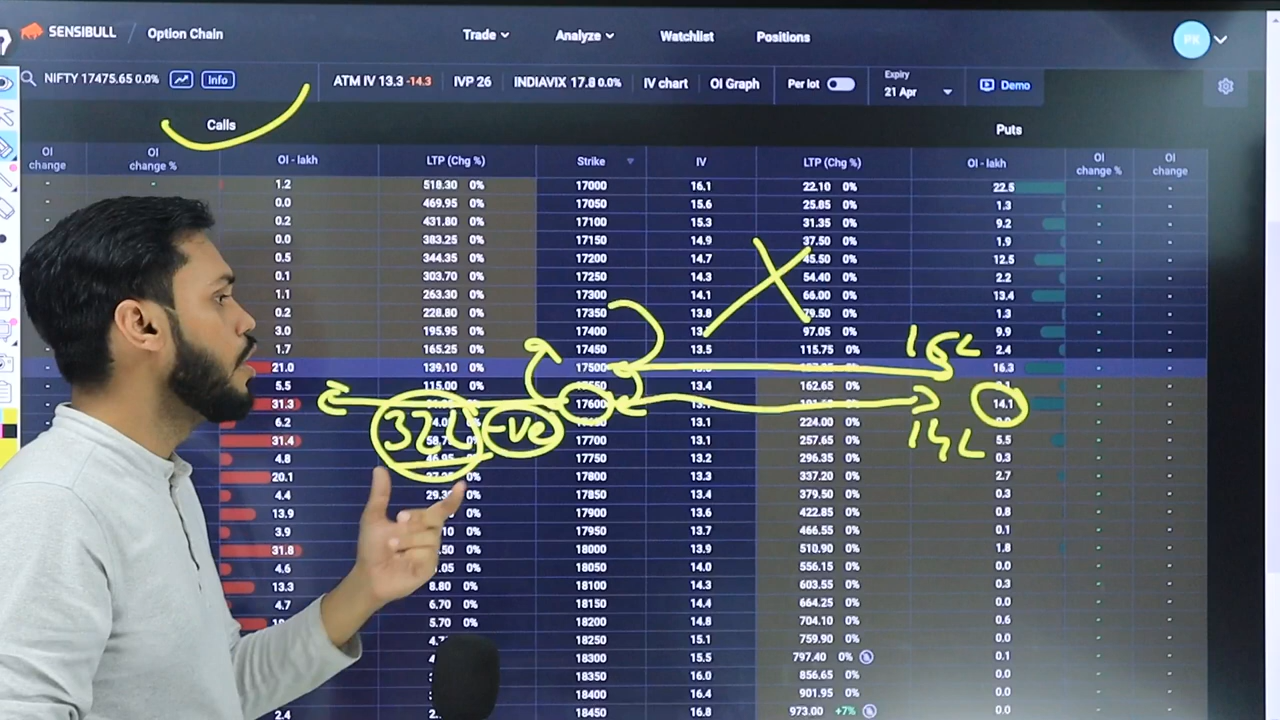 SENSIBULL / Option Chain Trade Analyze Watchlist Positions PK
NIFTY 17475.65 0.0% Info ATM IV 13.3 -14.3 IVP 26 INDIAVIX 17.8 0.0% IV chart OI Graph Per lot Expiry 21 Apr Demo
Calls Puts
OI change OI change % OI - lakh LTP (Chg %) Strike IV LTP (Chg %) OI - lakh OI change % OI change
- - 1.2 518.30 0% 17000 16.1 22.10 0% 22.5 - -
0.0 469.95 0% 17050 15.6 25.85 0% 1.3 - -
0.2 431.80 0% 17100 15.3 31.35 0% 9.2 - -
0.0 383.25 0% 17150 14.9 37.50 0% 1.9 - -
0.5 344.35 0% 17200 14.7 45.50 0% 12.5 - -
0.1 303.70 0% 17250 14.3 54.40 0% 2.2 - -
1.1 263.30 0% 17300 14.1 66.00 0% 13.4 - -
0.2 228.80 0% 17350 13.8 79.50 0% 1.3 - -
3.0 195.95 0% 17400 97.05 0% 9.9 - -
1.7 165.25 0% 17450 13.5 115.75 0% 2.4 - -
16L
21.0 139.10 0% 17500 16.3 - -
5.5 115.00 0% 13.4 162.65 0% - -
31.3 17600 14.1 - -
6.2 0% 13.1 224.00 0% - -
32L -ve 14L
31.4 0% 17700 13.1 257.65 0% 5.5 - -
4.8 46.95 0% 17750 13.2 296.35 0% 0.3 - -
20.1 0% 17800 13.3 337.20 0% 2.7 - -
4.4 0% 17850 13.4 379.50 0% 0.3 - -
13.9 0% 17900 13.6 422.85 0% 0.8 - -
3.9 0% 17950 13.7 466.55 0% 0.1 - -
31.8 0% 18000 13.9 510.90 0% 1.8 - -
4.6 0% 18050 14.0 556.15 0% 0.0 - -
13.3 8.80 0% 18100 14.3 603.55 0% 0.3 - -
4.7 6.70 0% 18150 14.4 664.25 0% 0.0 - -
5.70 0% 18200 14.8 704.10 0% 0.6 - -
18250 15.1 759.90 0% 0.0 - -
18300 15.5 797.40 0% 0.1 - -
18350 16.0 856.65 0% 0.0 - -
18400 16.4 901.95 0% 0.0 - -
2.4 18450 16.8 973.00 +7% 0.0 - -